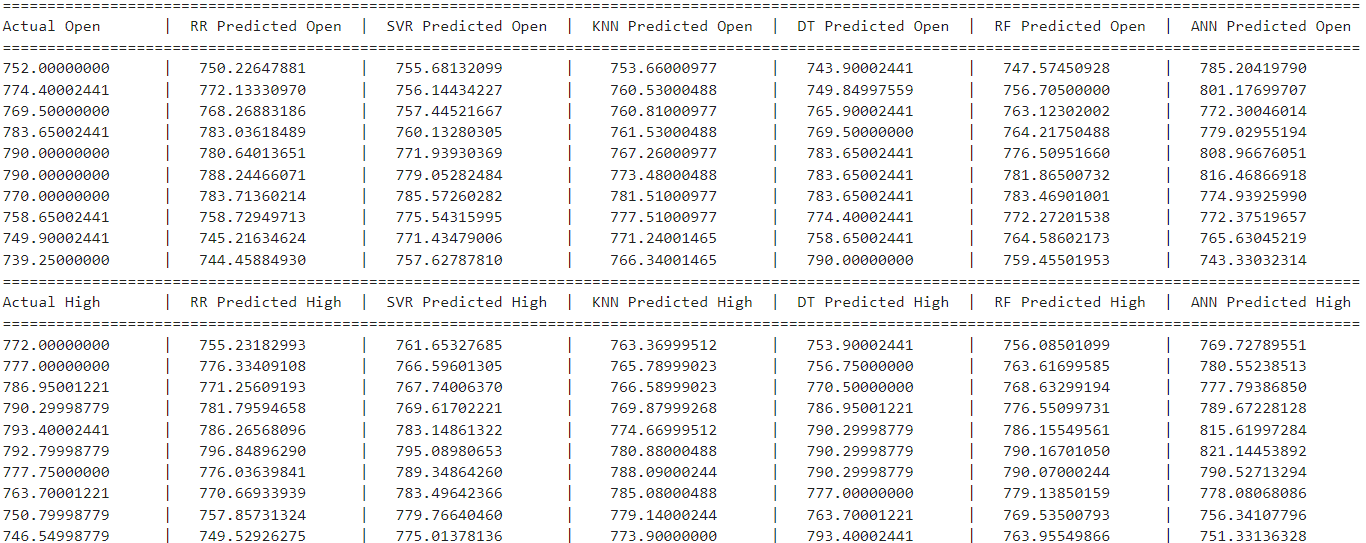 Actual Open | RR Predicted Open | SVR Predicted Open | KNN Predicted Open | DT Predicted Open | RF Predicted Open | ANN Predicted Open
752.00000000 | 750.22647881 | 755.68132099 | 753.66000977 | 743.90002441 | 747.57450928 | 785.20419790
774.40002441 | 772.13330970 | 756.14434227 | 760.53000488 | 749.84997559 | 756.70500000 | 801.17699707
769.50000000 | 768.26883186 | 757.44521667 | 760.81000977 | 765.90002441 | 763.12302002 | 772.30046014
783.65002441 | 783.03618489 | 760.13280305 | 761.53000488 | 769.50000000 | 764.21750488 | 779.02955194
790.00000000 | 780.64013651 | 771.93930369 | 767.26000977 | 783.65002441 | 776.50951660 | 808.96676051
790.00000000 | 788.24466071 | 779.05282484 | 773.48000488 | 783.65002441 | 781.86500732 | 816.46866918
770.00000000 | 783.71360214 | 785.57260282 | 781.51000977 | 783.65002441 | 783.46901001 | 774.93925990
758.65002441 | 758.72949713 | 775.54315995 | 777.51000977 | 774.40002441 | 772.27201538 | 772.37519657
749.90002441 | 745.21634624 | 771.43479006 | 771.24001465 | 758.65002441 | 764.58602173 | 765.63045219
739.25000000 | 744.45884930 | 757.62787810 | 766.34001465 | 790.00000000 | 759.45501953 | 743.33032314
Actual High | RR Predicted High | SVR Predicted High | KNN Predicted High | DT Predicted High | RF Predicted High | ANN Predicted High
772.00000000 | 755.23182993 | 761.65327685 | 763.36999512 | 753.90002441 | 756.08501099 | 769.72789551
777.00000000 | 776.33409108 | 766.59601305 | 765.78999023 | 756.75000000 | 763.61699585 | 780.55238513
786.95001221 | 771.25609193 | 767.74006370 | 766.58999023 | 770.50000000 | 768.63299194 | 777.79386850
790.29998779 | 781.79594658 | 769.61702221 | 769.87999268 | 786.95001221 | 776.55099731 | 789.67228128
793.40002441 | 786.26568096 | 783.14861322 | 774.66999512 | 790.29998779 | 786.15549561 | 815.61997284
792.79998779 | 796.84896290 | 795.08980653 | 780.88000488 | 790.29998779 | 790.16701050 | 821.14453892
777.75000000 | 776.03639841 | 789.34864260 | 788.09000244 | 790.29998779 | 790.07000244 | 790.52713294
763.70001221 | 770.66933939 | 783.49642366 | 785.08000488 | 777.00000000 | 779.13850159 | 778.08068086
750.79998779 | 757.85731324 | 779.76640460 | 779.14000244 | 763.70001221 | 769.53500793 | 756.34107796
746.54998779 | 749.52926275 | 775.01378136 | 773.90000000 | 793.40002441 | 763.95549866 | 751.33136328